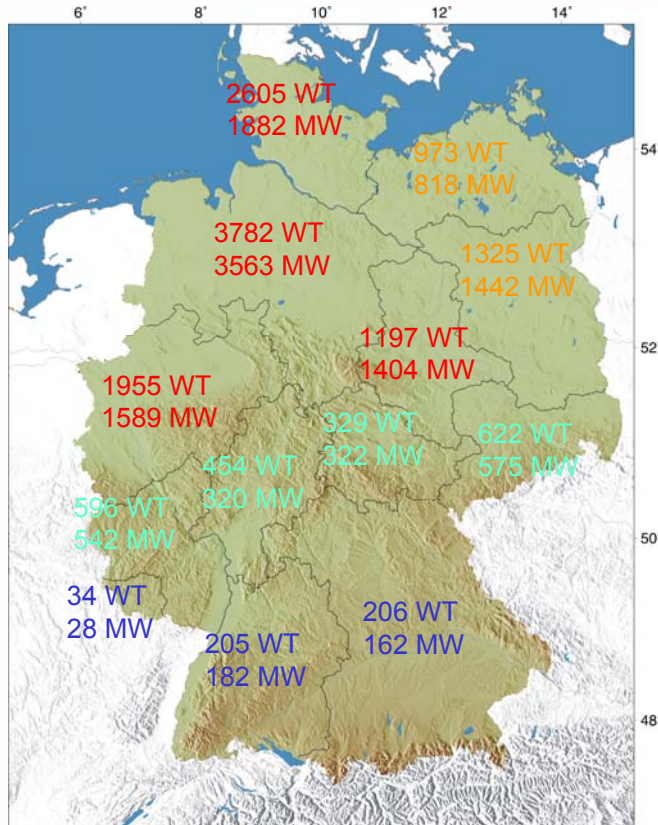 6° 8° 10° 12° 14°
2605 WT
1882 MW
54°
973 WT
818 MW
3782 WT
3563 MW
1325 WT
1442 MW
52°
1197 WT
1404 MW
1955 WT
1589 MW
329 WT
322 MW
622 WT
575 MW
454 WT
320 MW
596 WT
542 MW
50°
34 WT
28 MW
206 WT
162 MW
205 WT
182 MW
48°